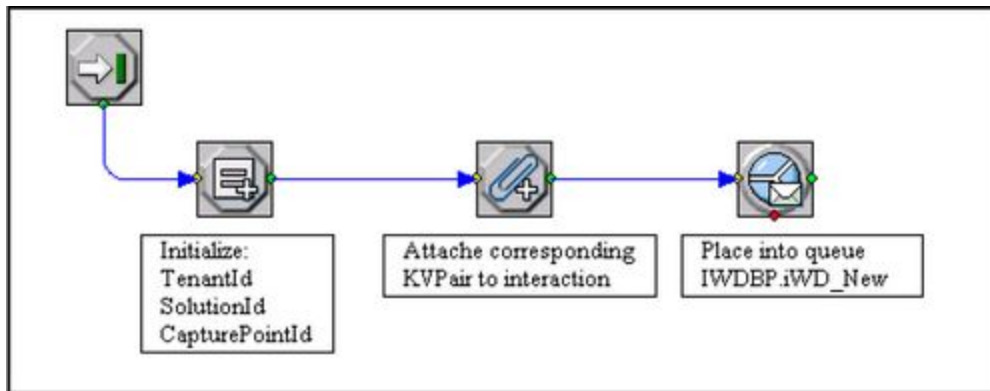 Initialize:
TenantId
SolutionId
CapturePointId
Attache corresponding
KVPair to interaction
Place into queue
IWDBP.iWD_New